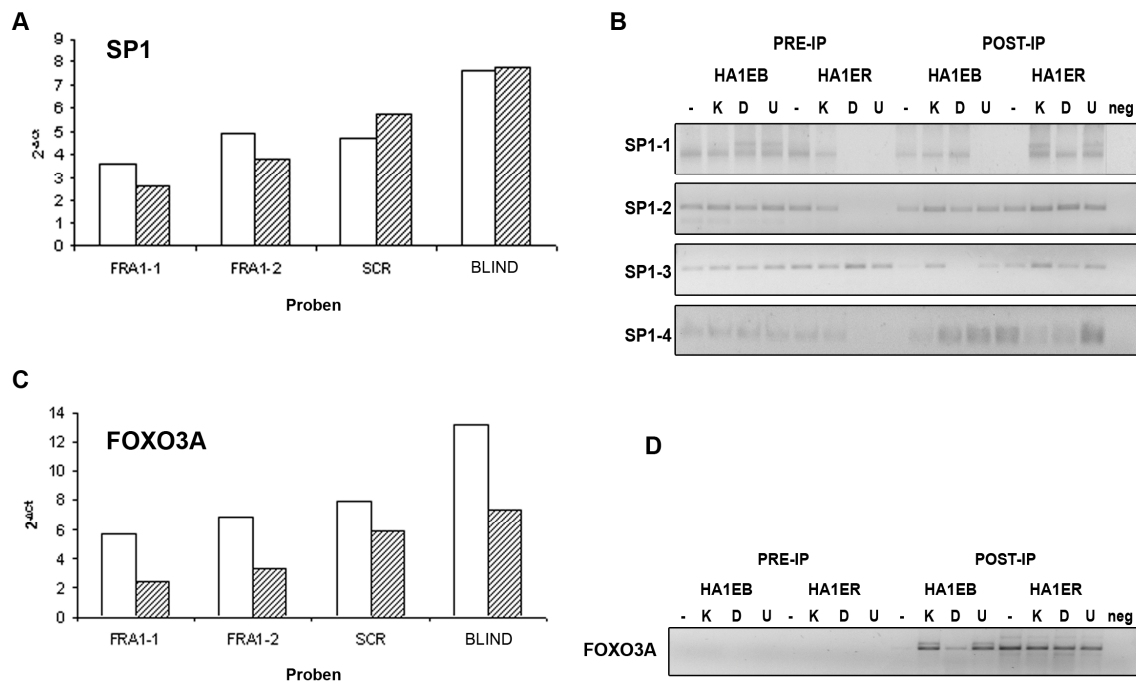 A
SP1
9
8
7
6
5
4
3
2
1
0
FRA1-1 FRA1-2 SCR BLIND
Proben
B
PRE-IP POST-IP
HA1EB HA1ER HA1EB HA1ER
- K D U - K D U - K D U - K D U neg
SP1-1
SP1-2
SP1-3
SP1-4
C
FOXO3A
2-Δct
14
12
10
8
6
4
2
0
FRA1-1 FRA1-2 SCR BLIND
Proben
D
PRE-IP POST-IP
HA1EB HA1ER HA1EB HA1ER
- K D U - K D U - K D U - K D U neg
FOXO3A